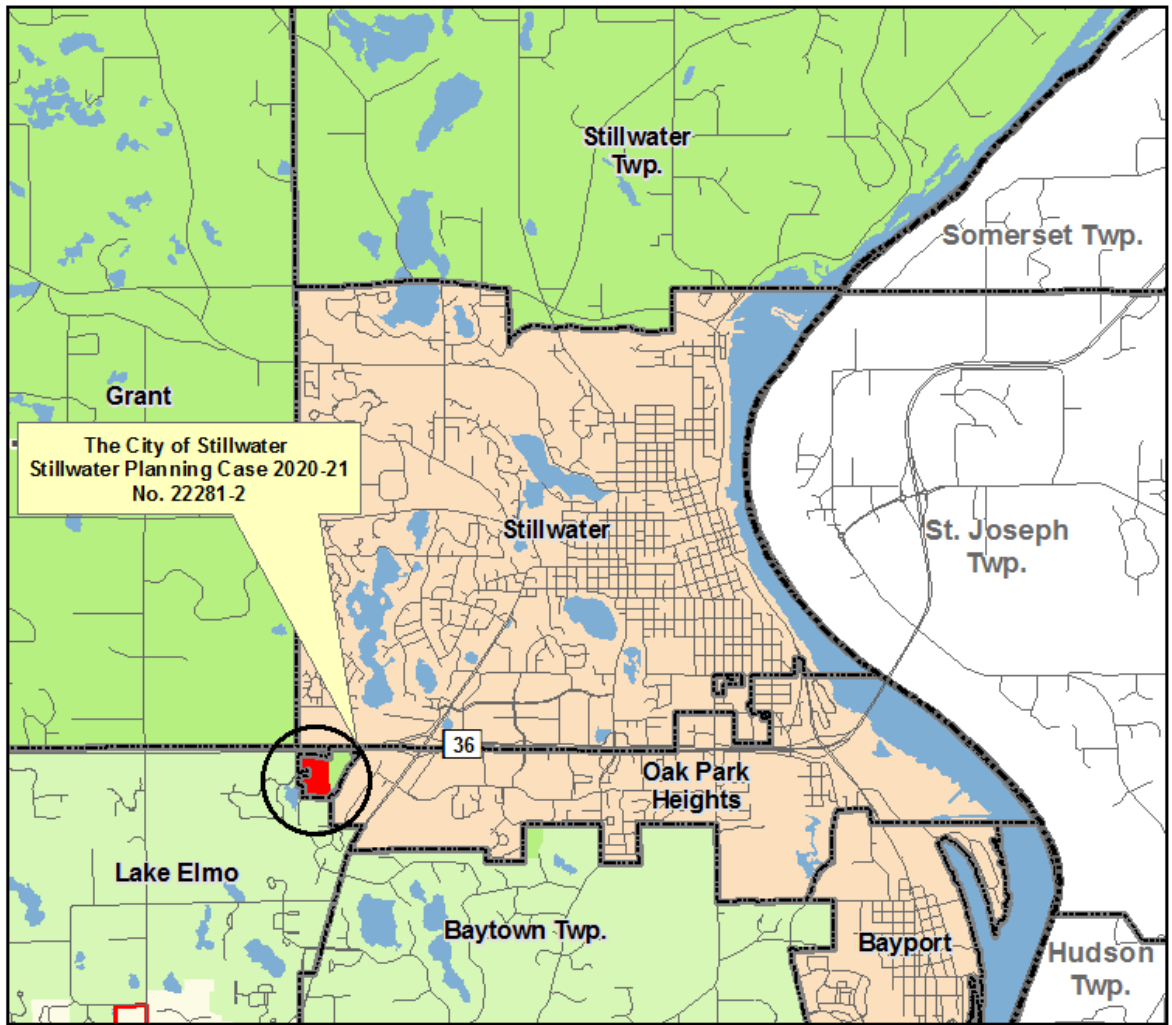 Stillwater
Twp.
Somerset Twp.
Grant
The City of Stillwater
Stillwater Planning Case 2020-21
No. 22281-2
Stillwater
St. Joseph
Twp.
36
Oak Park
Heights
Lake Elmo
Baytown Twp.
Bayport
Hudson
Twp.